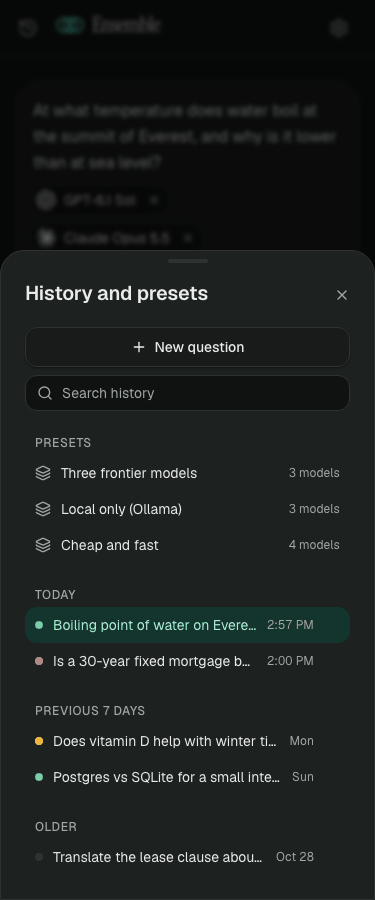 Ensemble
At what temperature does water boil at
the summit of Everest, and why is it lower
than at sea level?
Claude Opus 5.5
History and presets
New question
Search history
PRESETS
Three frontier models 3 models
Local only (Ollama) 3 models
Cheap and fast 4 models
TODAY
Boiling point of water on Evere... 2:57 PM
Is a 30-year fixed mortgage b... 2:00 PM
PREVIOUS 7 DAYS
Does vitamin D help with winter ti... Mon
Postgres vs SQLite for a small inte... Sun
OLDER
Translate the lease clause abou... Oct 28